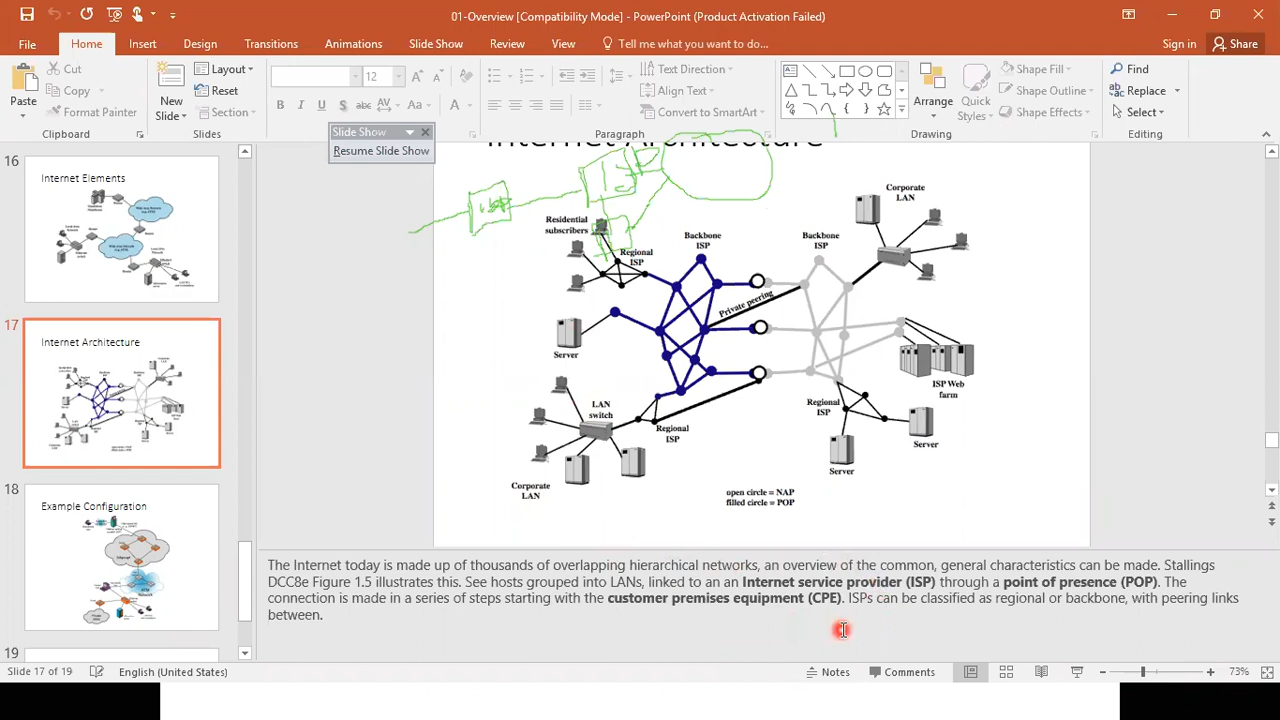 01-Overview [Compatibility Mode] - PowerPoint (Product Activation Failed)
File Home Insert Design Transitions Animations Slide Show Review View Tell me what you want to do... Sign in Share
Paste
Cut
Copy
Format Painter
Clipboard
New Slide
Layout
Reset
Section
Slides
12
B I U S abc AV Aa A
Text Direction
Align Text
Convert to SmartArt
Paragraph
Arrange
Quick Styles
Shape Fill
Shape Outline
Shape Effects
Drawing
Find
Replace
Select
Editing
Slide Show
Resume Slide Show
16
Internet Elements
17
Internet Architecture
18
Example Configuration
19
Internet Architecture
Residential
subscribers
Regional
ISP
Backbone
ISP
Backbone
ISP
Corporate
LAN
Private peering
Server
ISP Web
farm
LAN
switch
Regional
ISP
Regional
ISP
Server
Server
Corporate
LAN
open circle = NAP
filled circle = POP
The Internet today is made up of thousands of overlapping hierarchical networks, an overview of the common, general characteristics can be made. Stallings
DCC8e Figure 1.5 illustrates this. See hosts grouped into LANs, linked to an an Internet service provider (ISP) through a point of presence (POP). The
connection is made in a series of steps starting with the customer premises equipment (CPE). ISPs can be classified as regional or backbone, with peering links
between.
Slide 17 of 19 English (United States) Notes Comments 73%